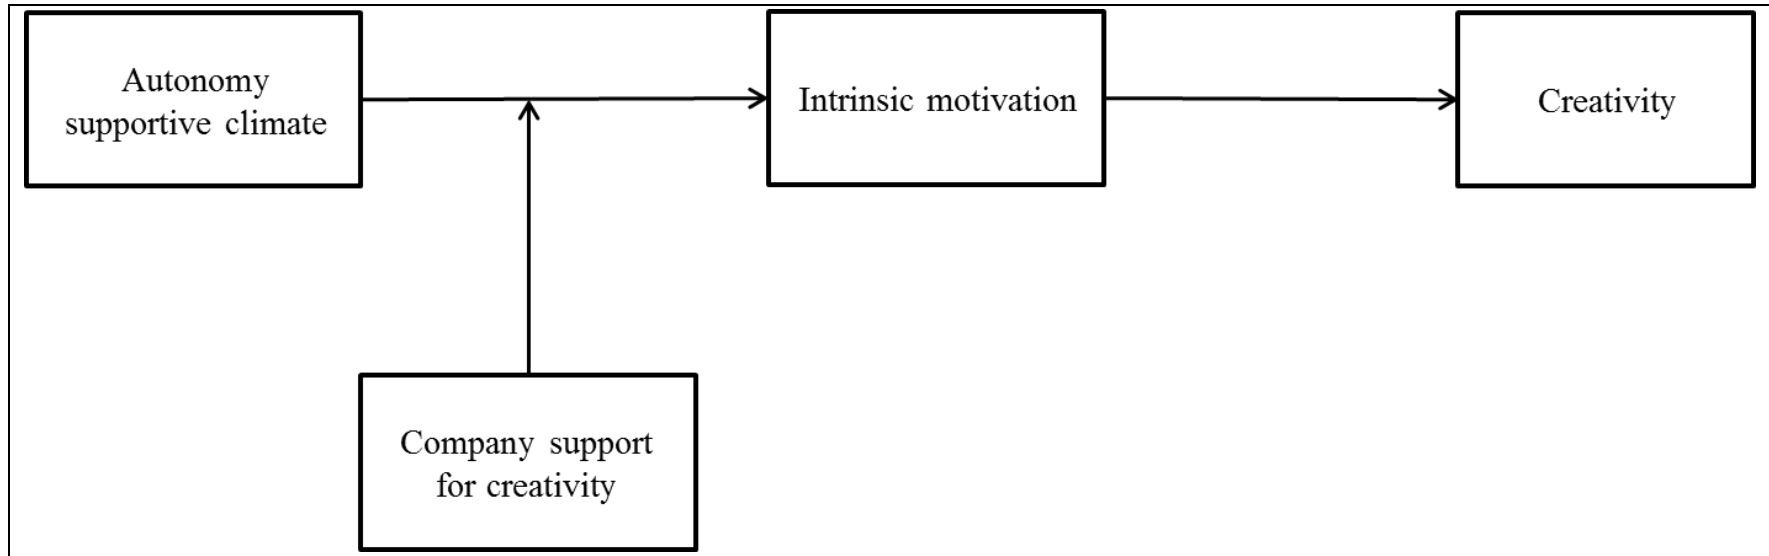 Autonomy
supportive climate
Intrinsic motivation
Creativity
Company support
for creativity